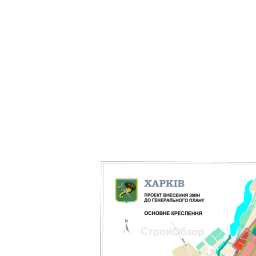 ХАРКІВ
ПРОЕКТ ВНЕСЕННЯ ЗМІН
ДО ГЕНЕРАЛЬНОГО ПЛАНУ
ОСНОВНЕ КРЕСЛЕННЯ
СтройОбзор